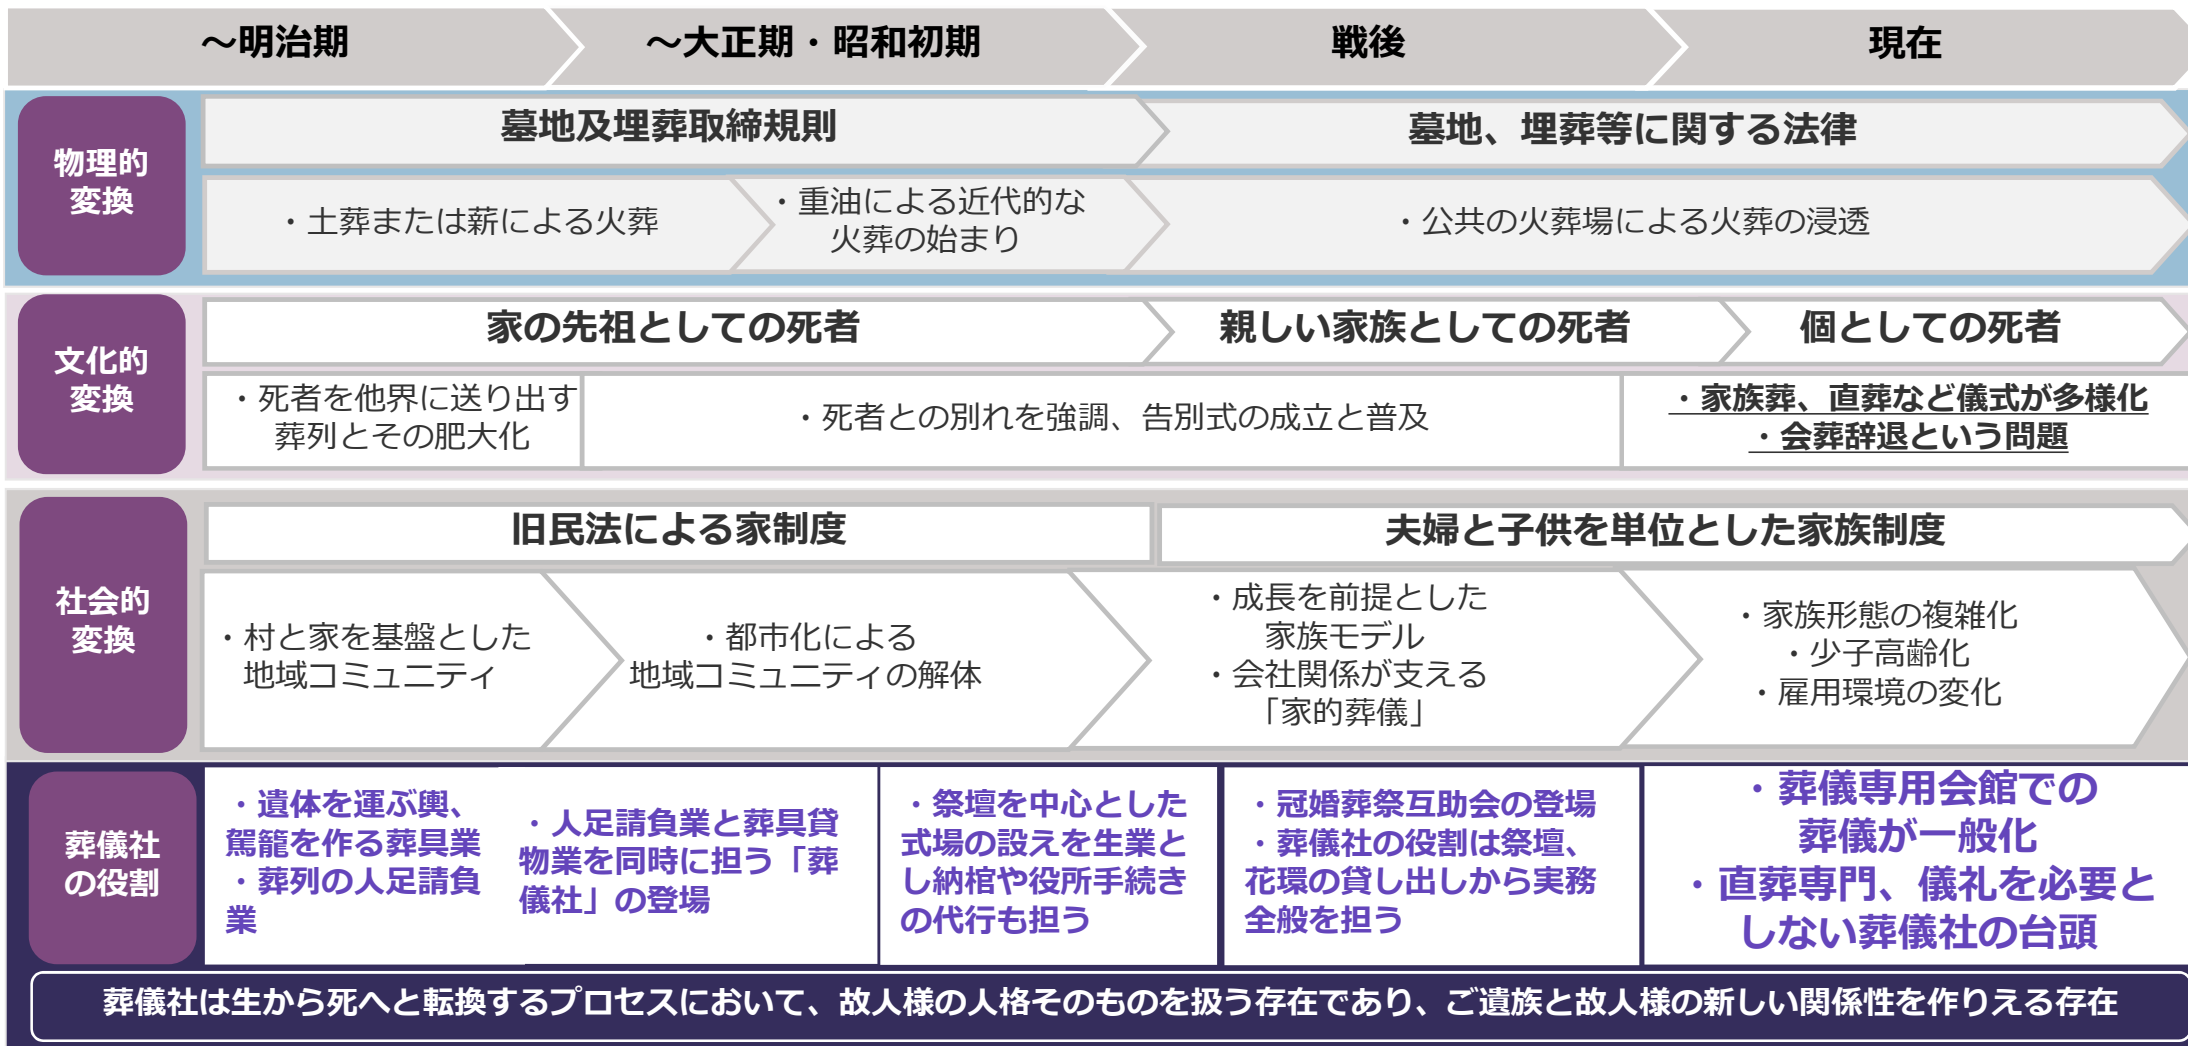 ～明治期
～大正期・昭和初期
戦後
現在
物理的
変換
墓地及埋葬取締規則
墓地、埋葬等に関する法律
・土葬または薪による火葬
・重油による近代的な
火葬の始まり
・公共の火葬場による火葬の浸透
文化的
変換
家の先祖としての死者
親しい家族としての死者
個としての死者
・死者を他界に送り出す
葬列とその肥大化
・死者との別れを強調、告別式の成立と普及
・家族葬、直葬など儀式が多様化
・会葬辞退という問題
社会的
変換
旧民法による家制度
夫婦と子供を単位とした家族制度
・村と家を基盤とした
地域コミュニティ
・都市化による
地域コミュニティの解体
・成長を前提とした
家族モデル
・会社関係が支える
「家的葬儀」
・家族形態の複雑化
・少子高齢化
・雇用環境の変化
葬儀社
の役割
・遺体を運ぶ輿、
駕籠を作る葬具業
・葬列の人足請負
業
・人足請負業と葬具貸
物業を同時に担う「葬
儀社」の登場
・祭壇を中心とした
式場の設えを生業と
し納棺や役所手続き
の代行も担う
・冠婚葬祭互助会の登場
・葬儀社の役割は祭壇、
花環の貸し出しから実務
全般を担う
・葬儀専用会館での
葬儀が一般化
・直葬専門、儀礼を必要と
しない葬儀社の台頭
葬儀社は生から死へと転換するプロセスにおいて、故人様の人格そのものを扱う存在であり、ご遺族と故人様の新しい関係性を作りえる存在